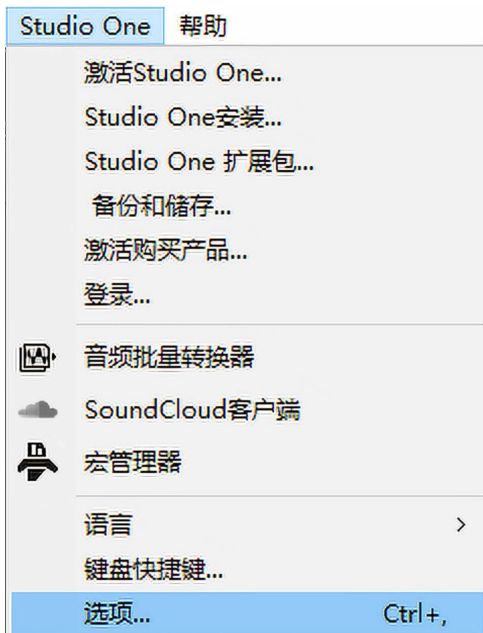 Studio One 帮助
激活Studio One...
Studio One安装...
Studio One 扩展包...
备份和储存...
激活购买产品...
登录...
音频批量转换器
SoundCloud客户端
宏管理器
语言
键盘快捷键...
选项... Ctrl+,